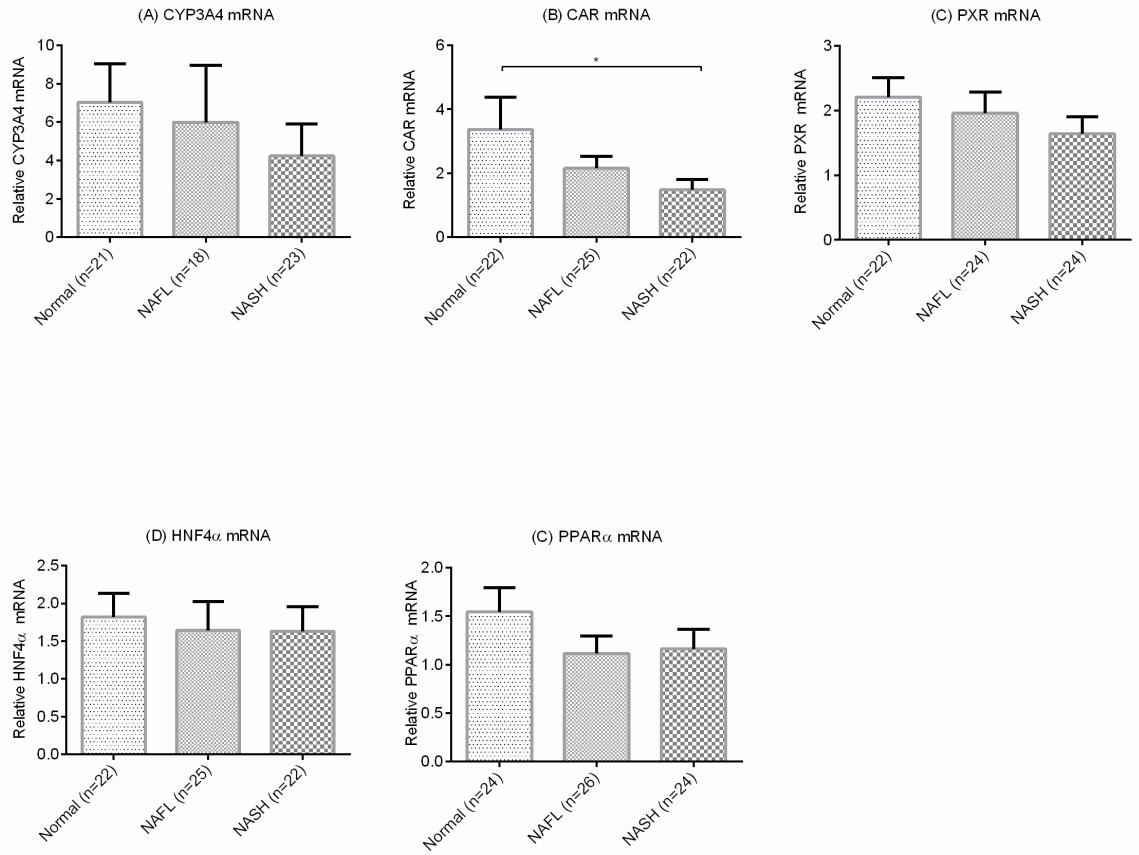 (A) CYP3A4 mRNA
Relative CYP3A4 mRNA
10
8
6
4
2
0
Normal (n=21)
NAFL (n=18)
NASH (n=23)
(B) CAR mRNA
Relative CAR mRNA
6
4
2
0
*
Normal (n=22)
NAFL (n=25)
NASH (n=22)
(C) PXR mRNA
Relative PXR mRNA
3
2
1
0
Normal (n=22)
NAFL (n=24)
NASH (n=24)
(D) HNF4α mRNA
Relative HNF4α mRNA
2.5
2.0
1.5
1.0
0.5
0.0
Normal (n=22)
NAFL (n=25)
NASH (n=22)
(C) PPARα mRNA
Relative PPARα mRNA
2.0
1.5
1.0
0.5
0.0
Normal (n=24)
NAFL (n=26)
NASH (n=24)